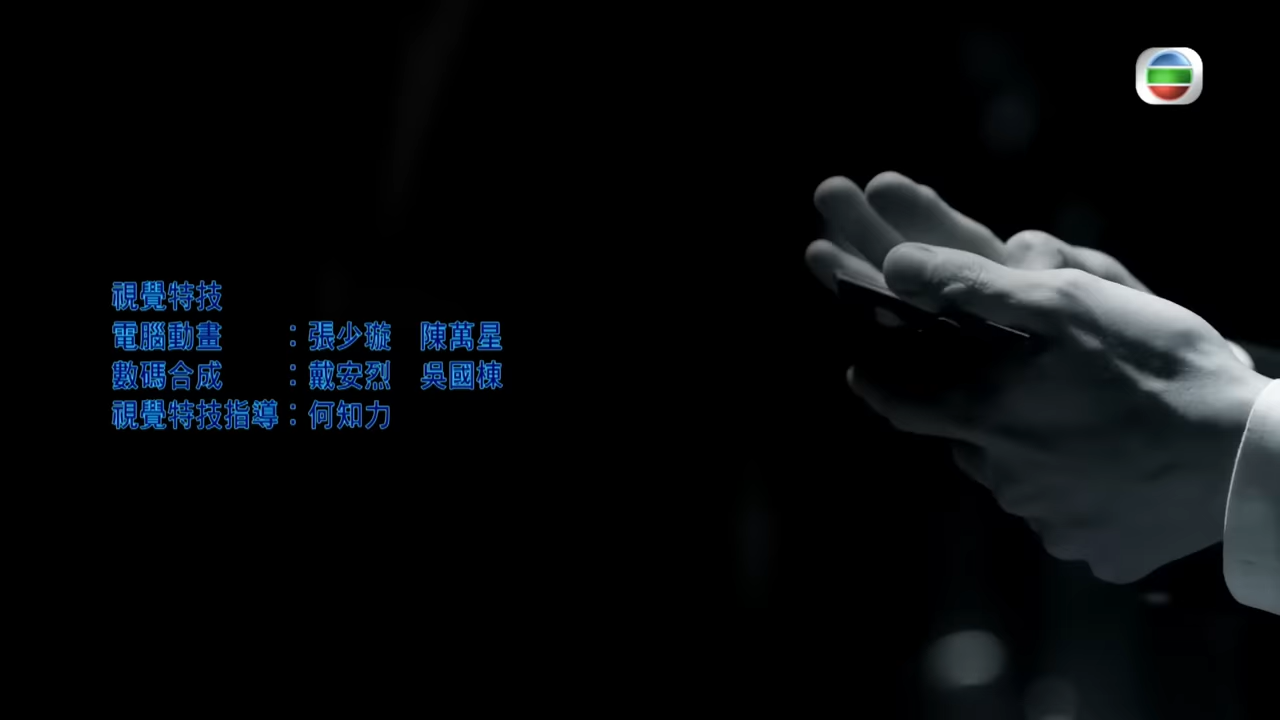 視覺特技
電腦動畫　　：張少璇　陳萬星
數碼合成　　：戴安烈　吳國棟
視覺特技指導：何知力